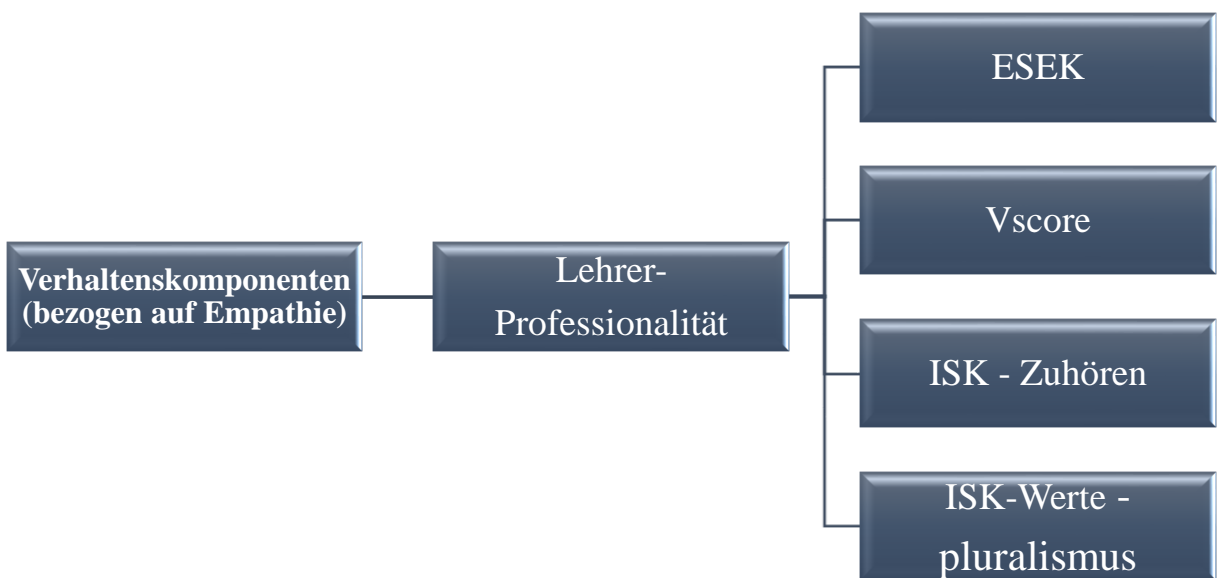 Verhaltenskomponenten
(bezogen auf Empathie)
Lehrer-
Professionalität
ESEK
Vscore
ISK - Zuhören
ISK-Werte -
pluralismus